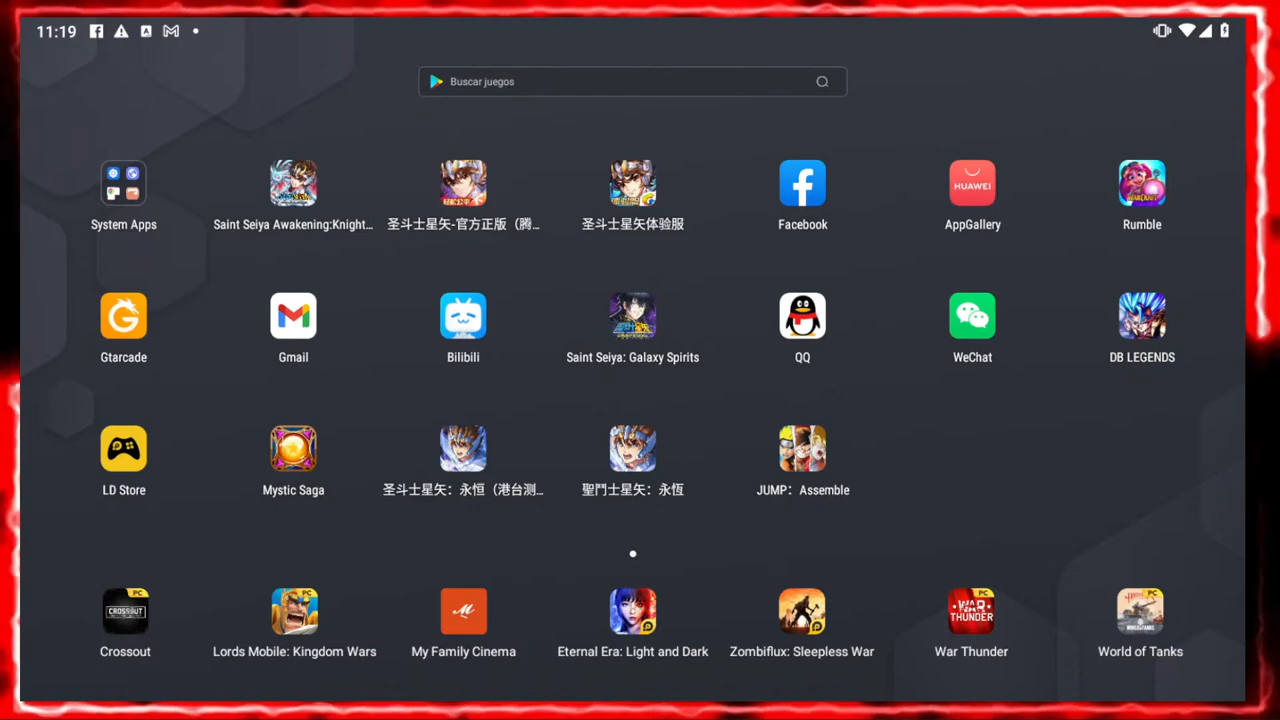 11:19
Buscar juegos
HUAWEI
System Apps
Saint Seiya Awakening:Knight...
圣斗士星矢-官方正版（腾...
圣斗士星矢体验服
Facebook
AppGallery
Rumble
Gtarcade
Gmail
Bilibili
Saint Seiya: Galaxy Spirits
QQ
WeChat
DB LEGENDS
LD Store
Mystic Saga
圣斗士星矢：永恒（港台测...
聖鬥士星矢：永恆
JUMP：Assemble
PC
CROSSOUT
PC
PC
WAR THUNDER
PC
WORLD OF TANKS
Crossout
Lords Mobile: Kingdom Wars
My Family Cinema
Eternal Era: Light and Dark
Zombiflux: Sleepless War
War Thunder
World of Tanks